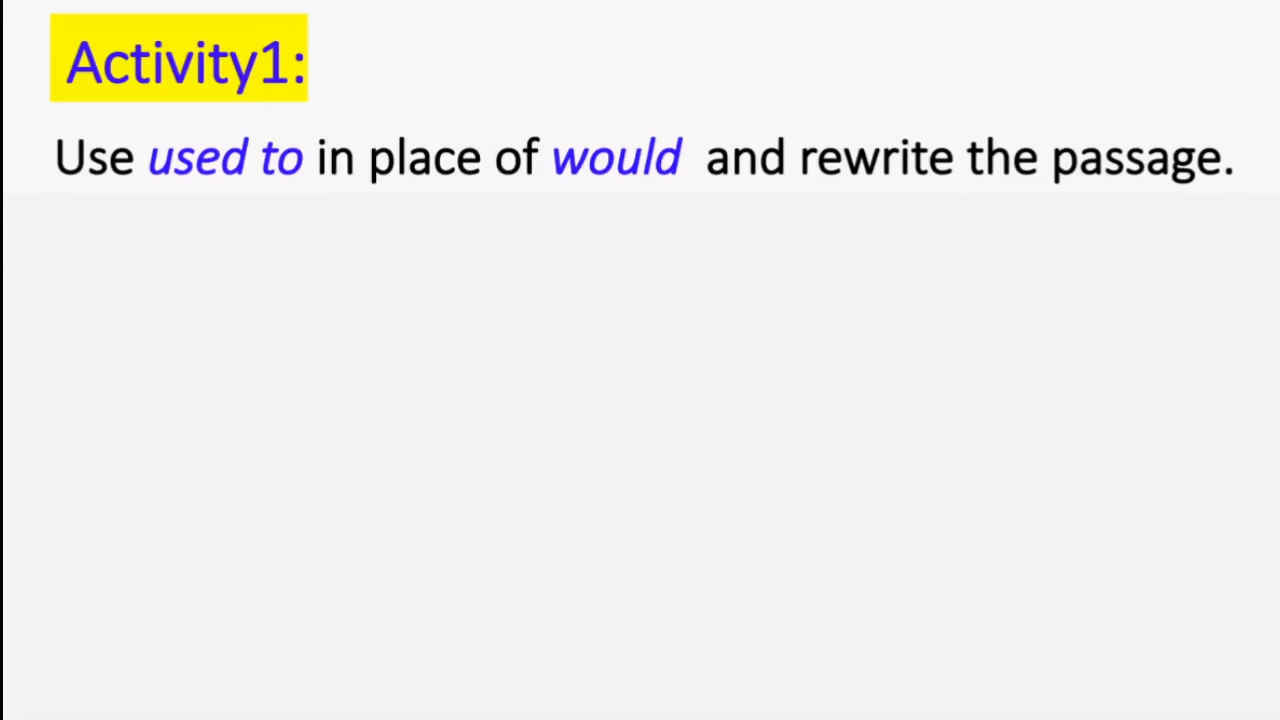 Activity1:
Use used to in place of would and rewrite the passage.